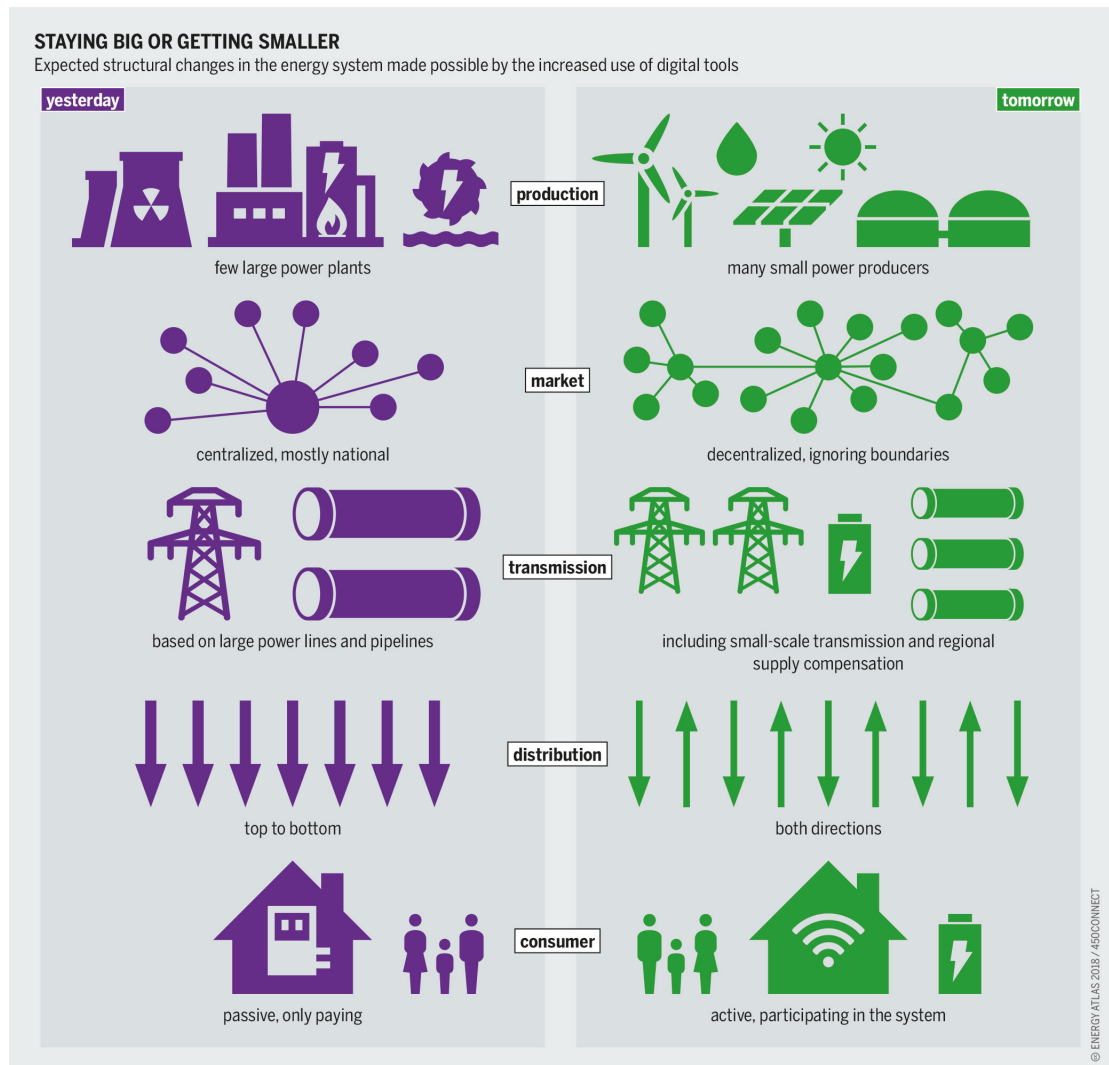 STAYING BIG OR GETTING SMALLER
Expected structural changes in the energy system made possible by the increased use of digital tools
yesterday
tomorrow
production
few large power plants
many small power producers
market
centralized, mostly national
decentralized, ignoring boundaries
transmission
based on large power lines and pipelines
including small-scale transmission and regional
supply compensation
distribution
top to bottom
both directions
consumer
passive, only paying
active, participating in the system
© ENERGY ATLAS 2018 / 450CONNECT